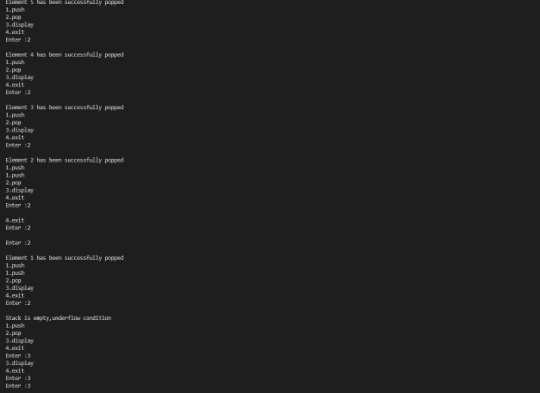 Element 5 has been successfully popped
1.push
2.pop
3.display
4.exit
Enter :2
Element 4 has been successfully popped
1.push
2.pop
3.display
4.exit
Enter :2
Element 3 has been successfully popped
1.push
2.pop
3.display
4.exit
Enter :2
Element 2 has been successfully popped
1.push
1.push
2.pop
3.display
4.exit
Enter :2
4.exit
Enter :2
Enter :2
Element 1 has been successfully popped
1.push
1.push
2.pop
3.display
4.exit
Enter :2
Stack is empty,underflow condition
1.push
2.pop
3.display
4.exit
Enter :3
3.display
4.exit
Enter :3
Enter :3